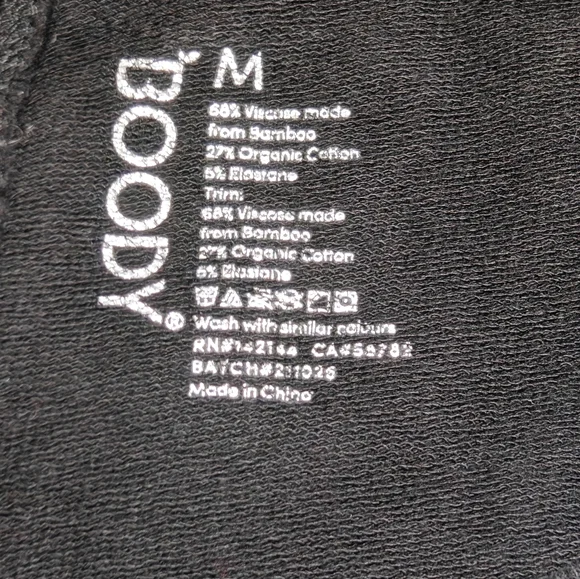 BOODY®
M
68% Viscose made
from Bamboo
27% Organic Cotton
5% Elastane
Trim:
68% Viscose made
from Bamboo
27% Organic Cotton
5% Elastane
Wash with similar colours
RN#142144 CA#59782
BATCH#211026
Made in China